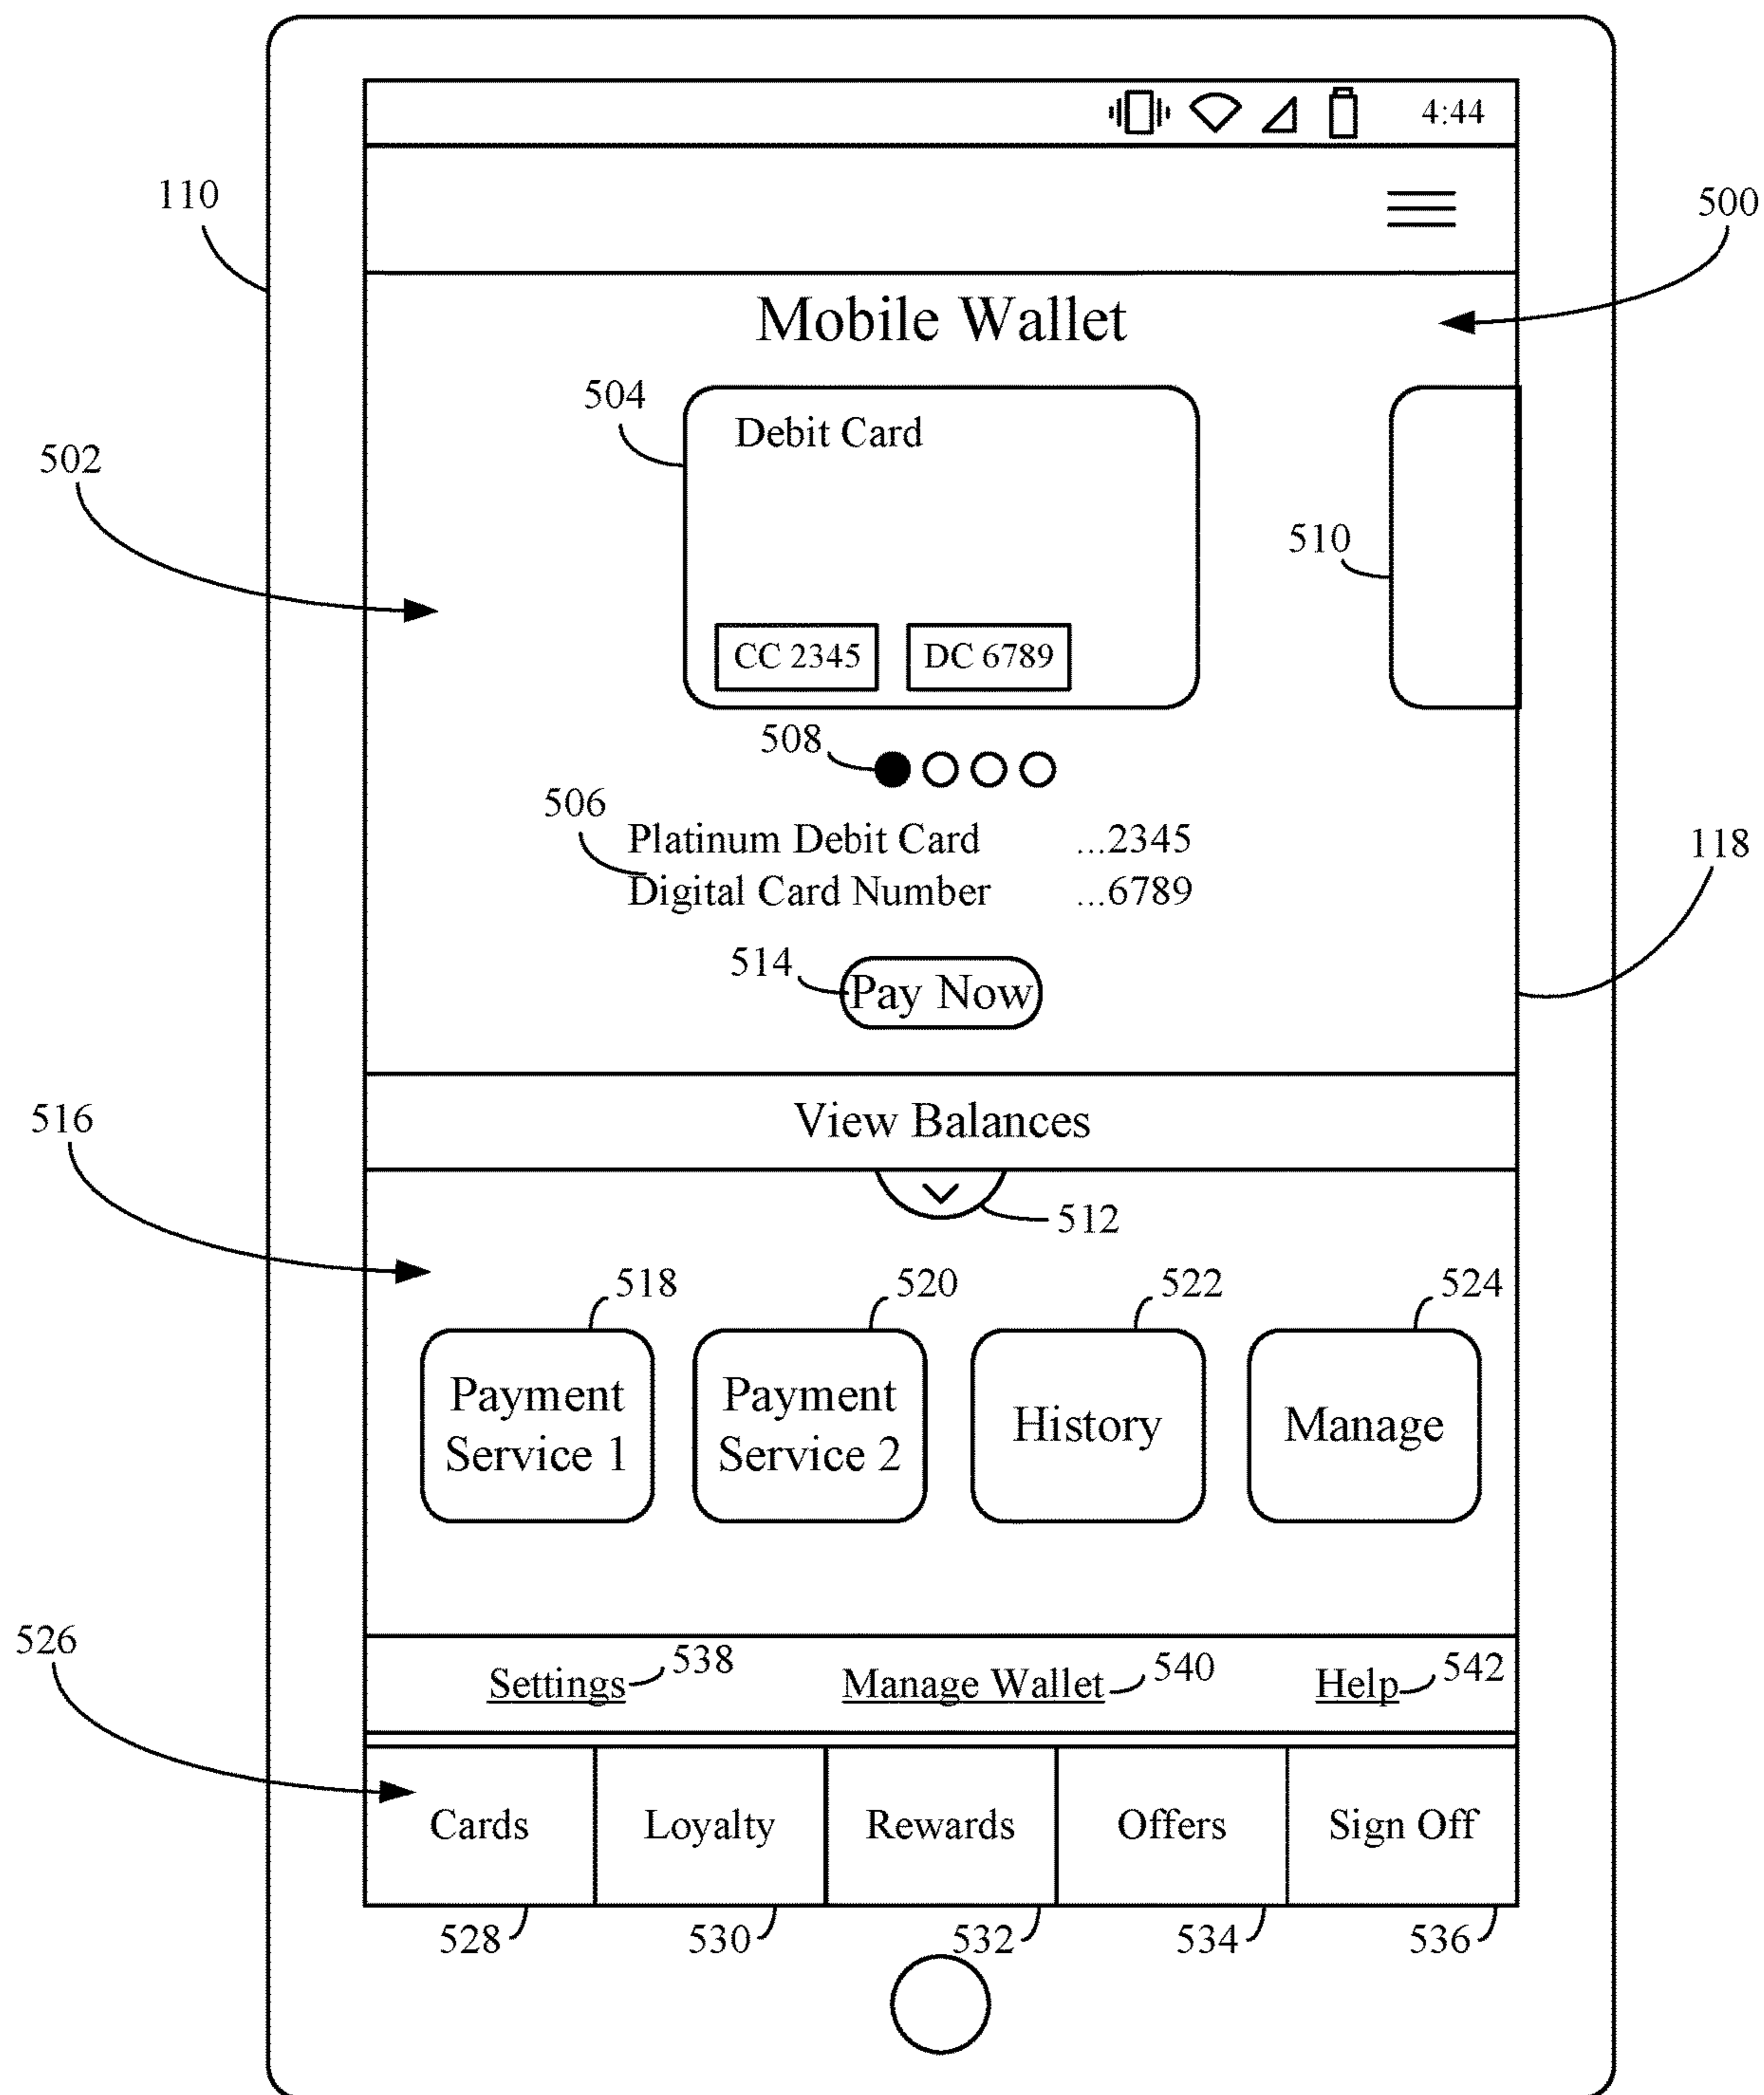 4:44
110
500
Mobile Wallet
504
Debit Card
502
510
CC 2345 DC 6789
508
506
Platinum Debit Card ...2345
118
Digital Card Number ...6789
514
Pay Now
516
View Balances
512
518 520 522 524
Payment Service 1
Payment Service 2
History
Manage
526
Settings 538 Manage Wallet 540 Help 542
Cards Loyalty Rewards Offers Sign Off
528 530 532 534 536